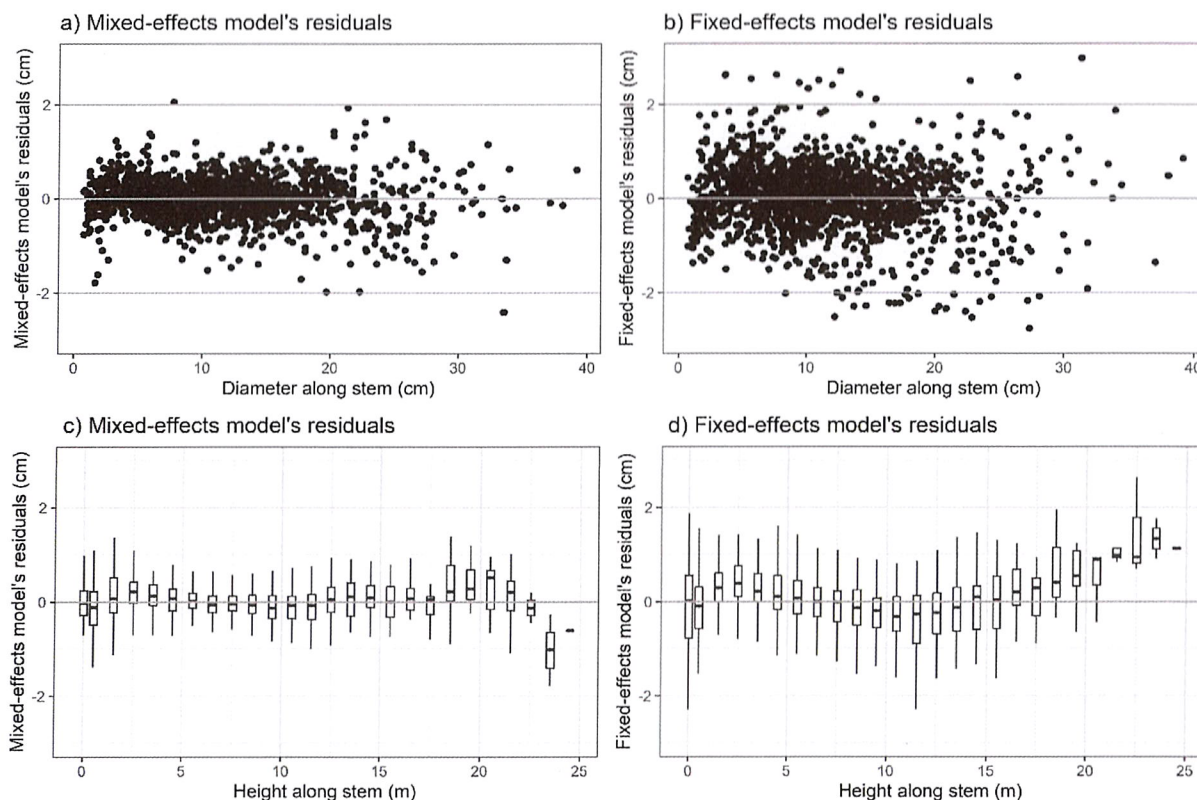 a) Mixed-effects model's residuals
Mixed-effects model's residuals (cm)
2
0
-2
0 10 20 30 40
Diameter along stem (cm)
b) Fixed-effects model's residuals
Fixed-effects model's residuals (cm)
2
0
-2
0 10 20 30 40
Diameter along stem (cm)
c) Mixed-effects model's residuals
Mixed-effects model's residuals (cm)
2
0
-2
0 5 10 15 20 25
Height along stem (m)
d) Fixed-effects model's residuals
Fixed-effects model's residuals (cm)
2
0
-2
0 5 10 15 20 25
Height along stem (m)